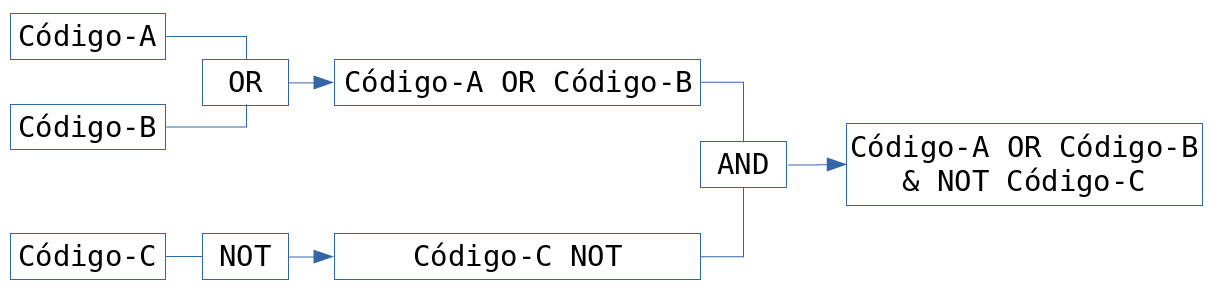 Código-A
OR
Código-B
Código-A OR Código-B
Código-C
NOT
Código-C NOT
AND
Código-A OR Código-B
& NOT Código-C